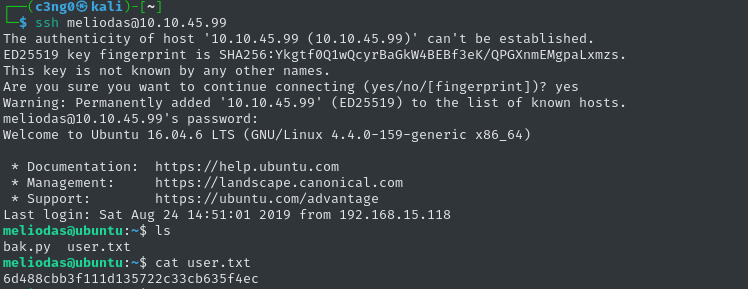 ┌──(c3ng0㉿kali)-[~]
└─$ ssh meliodas@10.10.45.99
The authenticity of host '10.10.45.99 (10.10.45.99)' can't be established.
ED25519 key fingerprint is SHA256:Ykgtf0Q1wQcyrBaGkW4BEBf3eK/QPGXnmEMgpaLxmzs.
This key is not known by any other names.
Are you sure you want to continue connecting (yes/no/[fingerprint])? yes
Warning: Permanently added '10.10.45.99' (ED25519) to the list of known hosts.
meliodas@10.10.45.99's password:
Welcome to Ubuntu 16.04.6 LTS (GNU/Linux 4.4.0-159-generic x86_64)

 * Documentation:  https://help.ubuntu.com
 * Management:     https://landscape.canonical.com
 * Support:        https://ubuntu.com/advantage
Last login: Sat Aug 24 14:51:01 2019 from 192.168.15.118
meliodas@ubuntu:~$ ls
bak.py  user.txt
meliodas@ubuntu:~$ cat user.txt
6d488cbb3f111d135722c33cb635f4ec